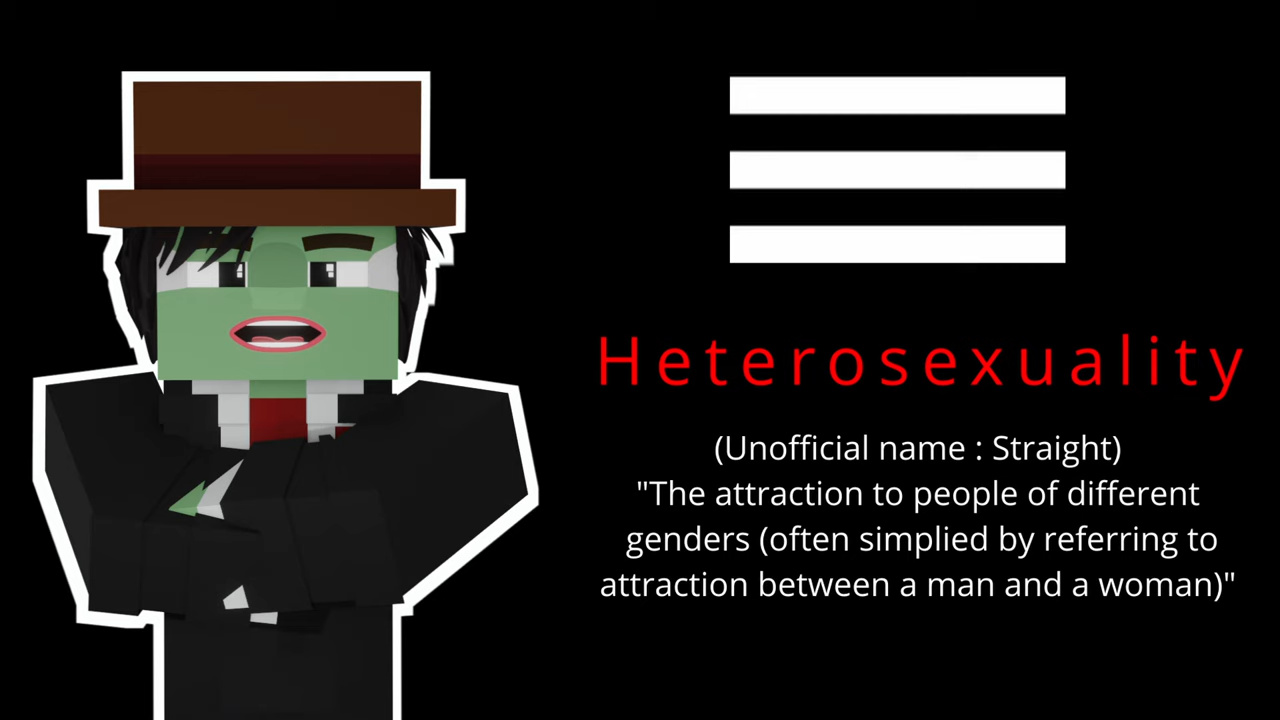 Heterosexuality
(Unofficial name : Straight)
"The attraction to people of different
genders (often simplied by referring to
attraction between a man and a woman)"